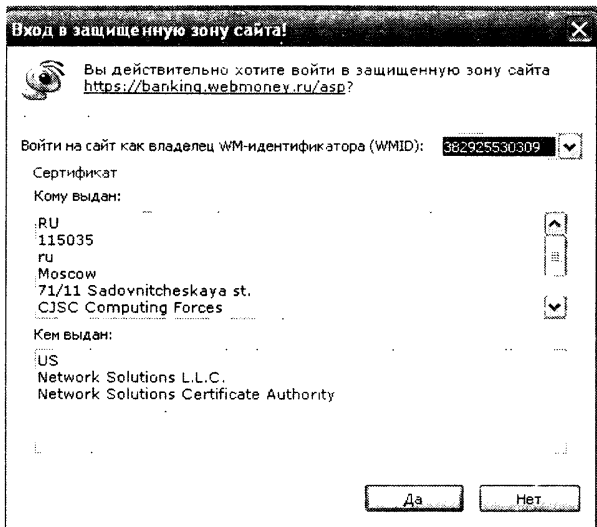 Вход в защищенную зону сайта!
Вы действительно хотите войти в защищенную зону сайта
https://banking.webmoney.ru/asp?
Войти на сайт как владелец WM-идентификатора (WMID): 382925530309
Сертификат
Кому выдан:
RU
115035
ru
Moscow
71/11 Sadovnitcheskaya st.
CJSC Computing Forces
Кем выдан:
US
Network Solutions L.L.C.
Network Solutions Certificate Authority
Да Нет